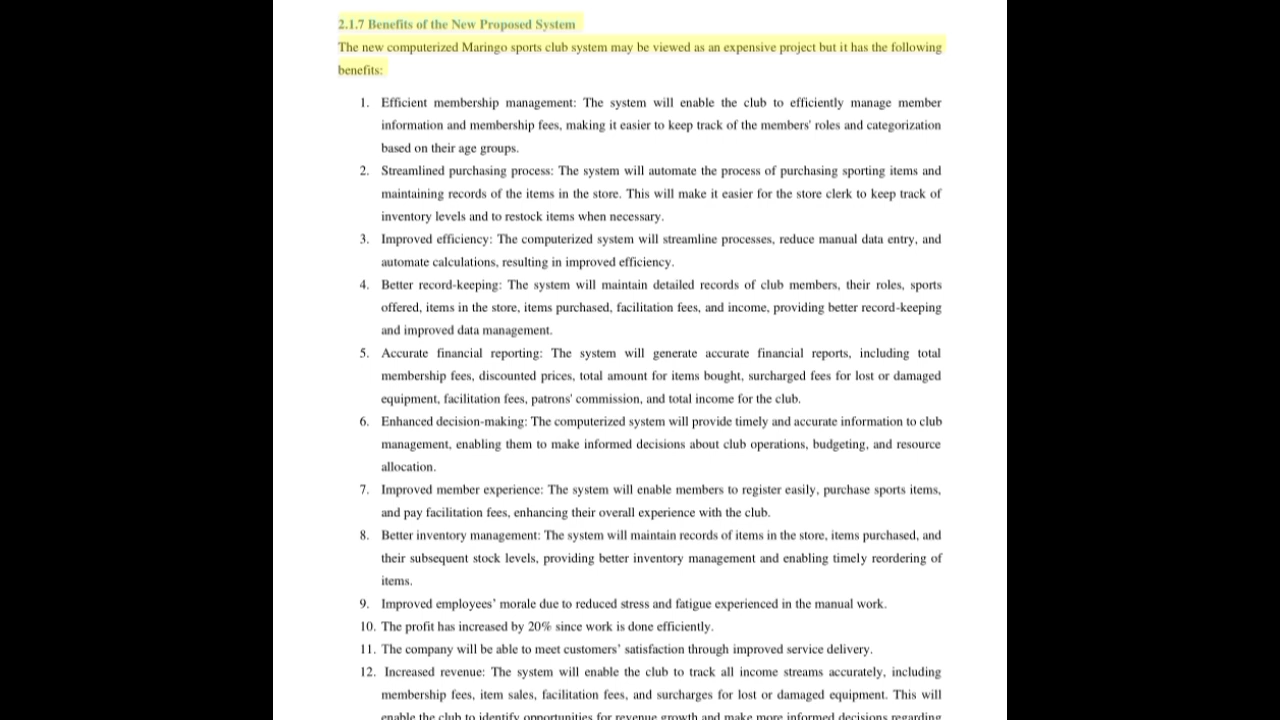 2.1.7 Benefits of the New Proposed System
The new computerized Maringo sports club system may be viewed as an expensive project but it has the following
benefits:
1. Efficient membership management: The system will enable the club to efficiently manage member
information and membership fees, making it easier to keep track of the members' roles and categorization
based on their age groups.
2. Streamlined purchasing process: The system will automate the process of purchasing sporting items and
maintaining records of the items in the store. This will make it easier for the store clerk to keep track of
inventory levels and to restock items when necessary.
3. Improved efficiency: The computerized system will streamline processes, reduce manual data entry, and
automate calculations, resulting in improved efficiency.
4. Better record-keeping: The system will maintain detailed records of club members, their roles, sports
offered, items in the store, items purchased, facilitation fees, and income, providing better record-keeping
and improved data management.
5. Accurate financial reporting: The system will generate accurate financial reports, including total
membership fees, discounted prices, total amount for items bought, surcharged fees for lost or damaged
equipment, facilitation fees, patrons' commission, and total income for the club.
6. Enhanced decision-making: The computerized system will provide timely and accurate information to club
management, enabling them to make informed decisions about club operations, budgeting, and resource
allocation.
7. Improved member experience: The system will enable members to register easily, purchase sports items,
and pay facilitation fees, enhancing their overall experience with the club.
8. Better inventory management: The system will maintain records of items in the store, items purchased, and
their subsequent stock levels, providing better inventory management and enabling timely reordering of
items.
9. Improved employees’ morale due to reduced stress and fatigue experienced in the manual work.
10. The profit has increased by 20% since work is done efficiently.
11. The company will be able to meet customers’ satisfaction through improved service delivery.
12. Increased revenue: The system will enable the club to track all income streams accurately, including
membership fees, item sales, facilitation fees, and surcharges for lost or damaged equipment. This will
enable the club to identify opportunities for revenue growth and make more informed decisions regarding